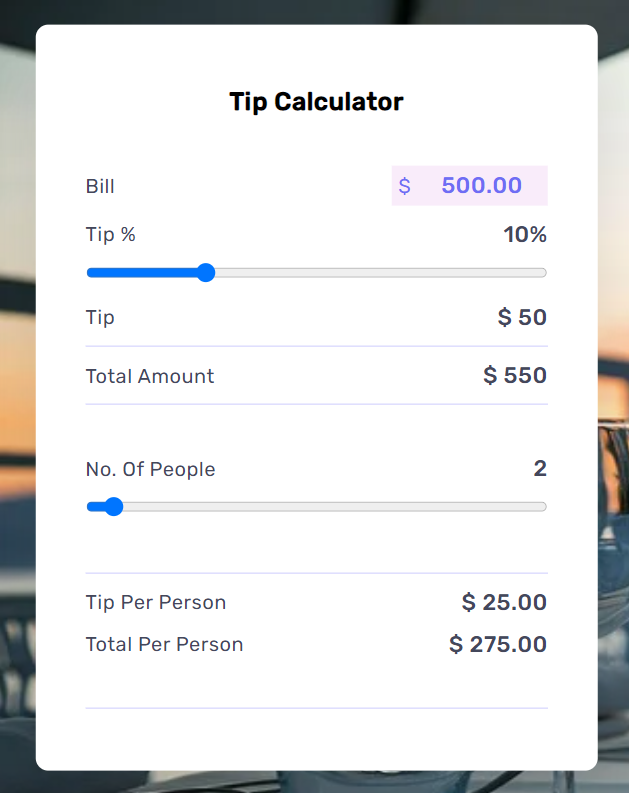 Tip Calculator
Bill $ 500.00
Tip % 10%
Tip $ 50
Total Amount $ 550
No. Of People 2
Tip Per Person $ 25.00
Total Per Person $ 275.00